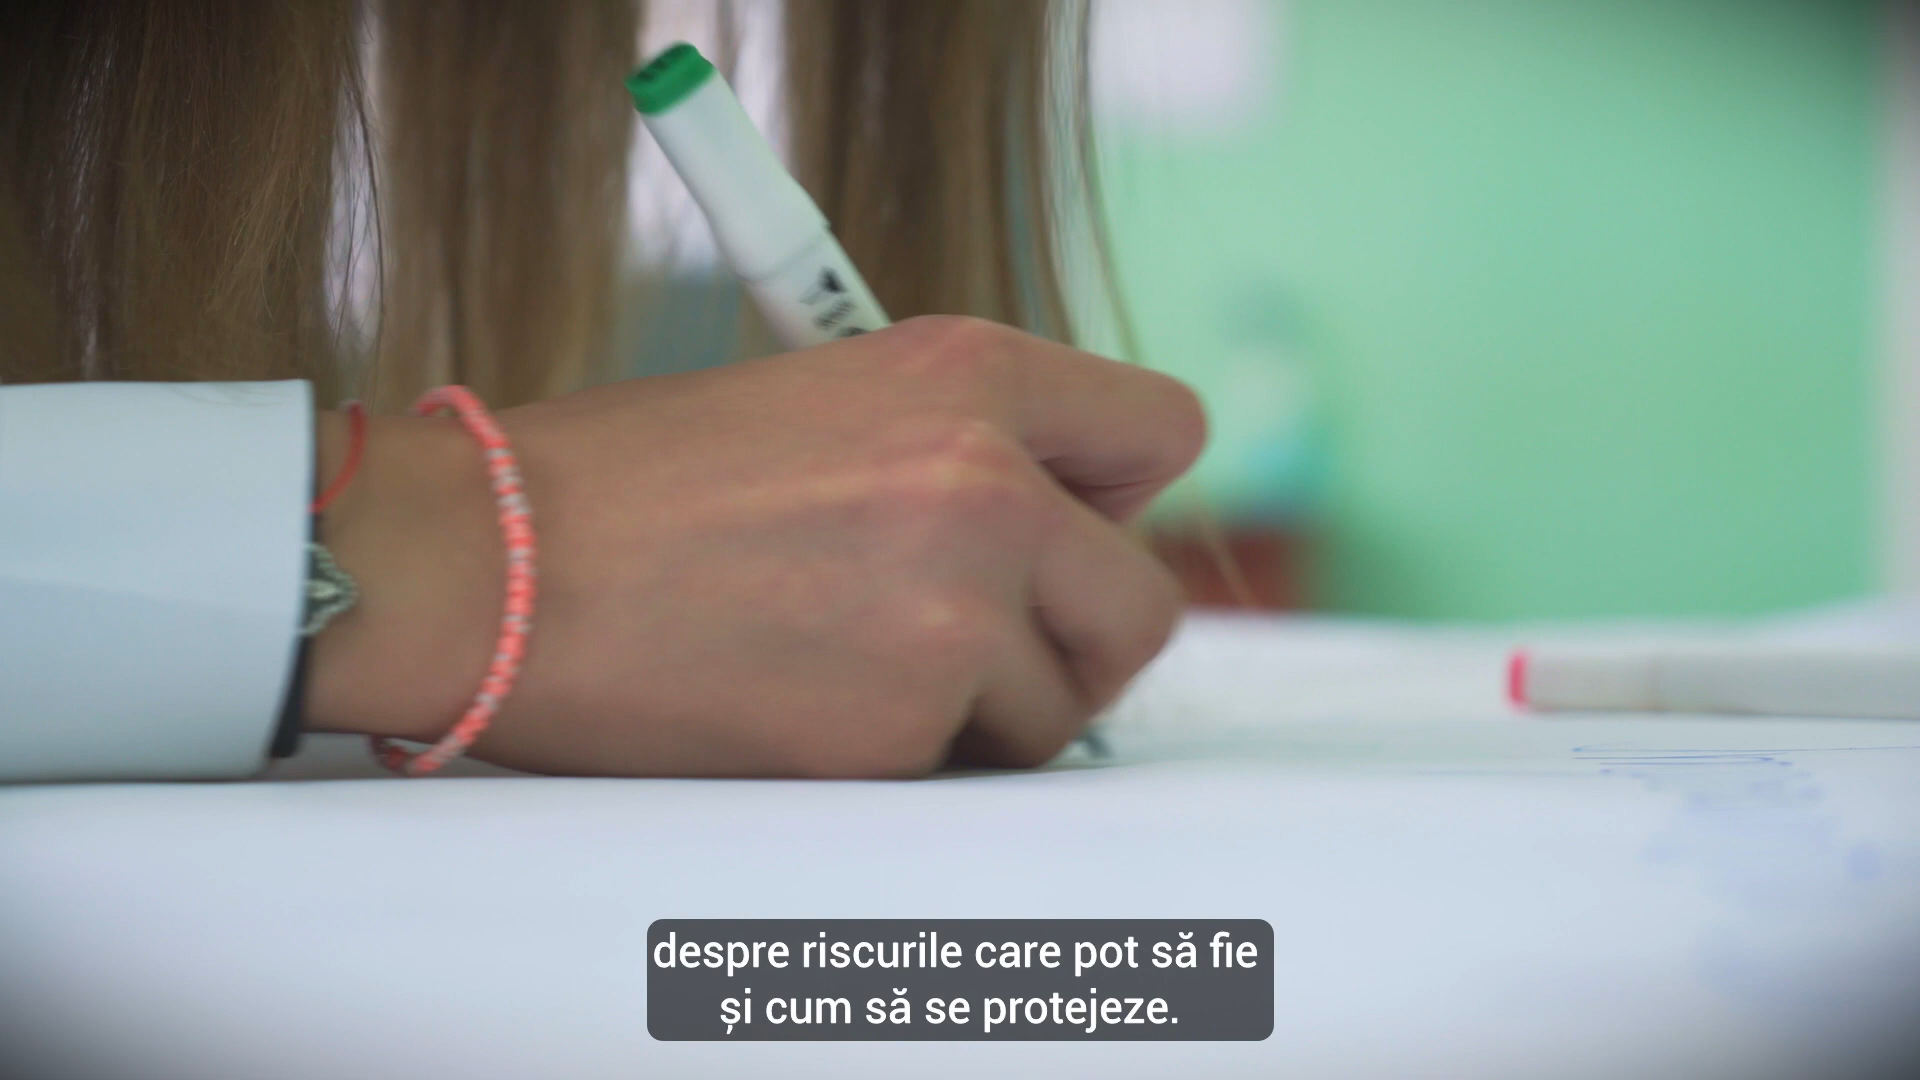 despre riscurile care pot să fie
și cum să se protejeze.